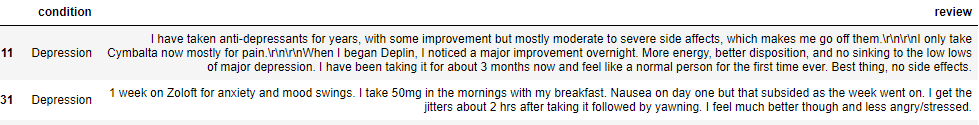 condition review
I have taken anti-depressants for years, with some improvement but mostly moderate to severe side affects, which makes me go off them.\r\n\r\nI only take
11 Depression Cymbalta now mostly for pain.\r\n\r\nWhen I began Deplin, I noticed a major improvement overnight. More energy, better disposition, and no sinking to the low lows
of major depression. I have been taking it for about 3 months now and feel like a normal person for the first time ever. Best thing, no side effects.
31 Depression 1 week on Zoloft for anxiety and mood swings. I take 50mg in the mornings with my breakfast. Nausea on day one but that subsided as the week went on. I get the
jitters about 2 hrs after taking it followed by yawning. I feel much better though and less angry/stressed.